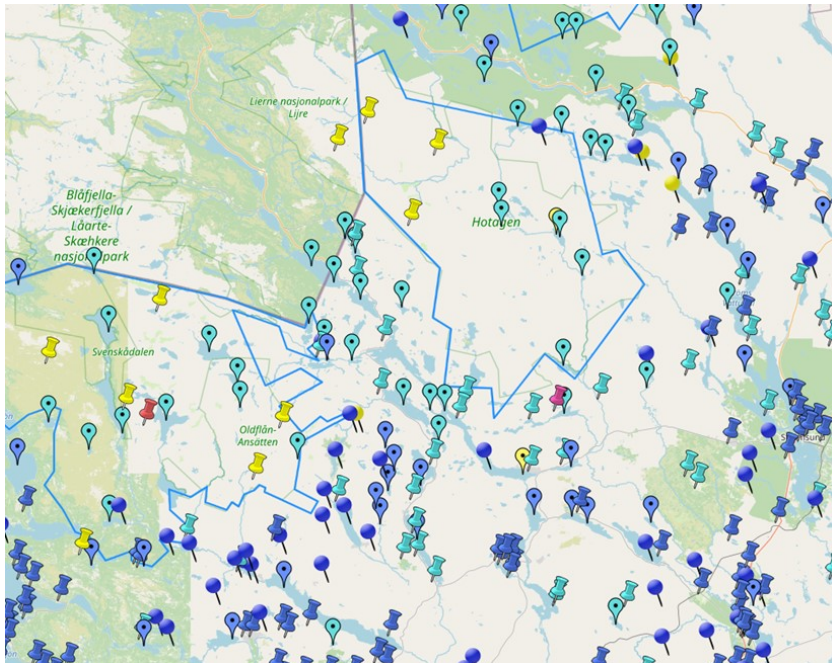 Lierne nasjonalpark /
Lijre
Blåfjella-
Skjækerfjella /
Låarte-
Skæhkere
nasjonalpark
Hotagen
Svenskådalen
Oldflån-
Ansätten